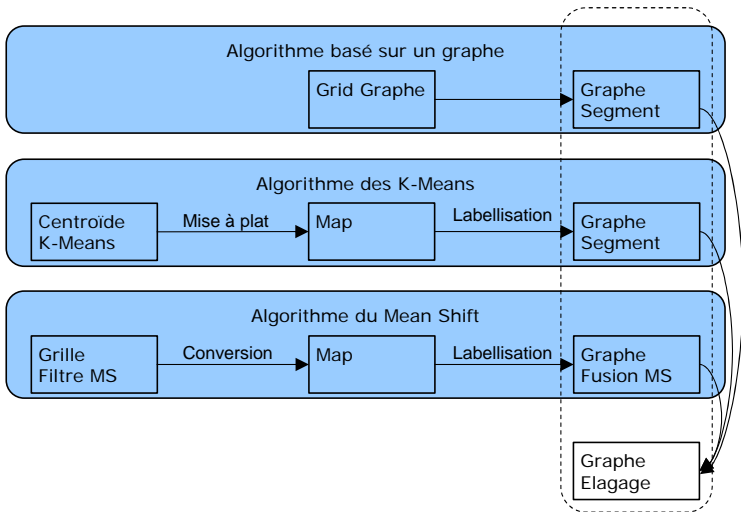 Algorithme basé sur un graphe
Grid Graphe
Graphe
Segment
Algorithme des K-Means
Centroïde
K-Means
Mise à plat
Map
Labellisation
Graphe
Segment
Algorithme du Mean Shift
Grille
Filtre MS
Conversion
Map
Labellisation
Graphe
Fusion MS
Graphe
Elagage